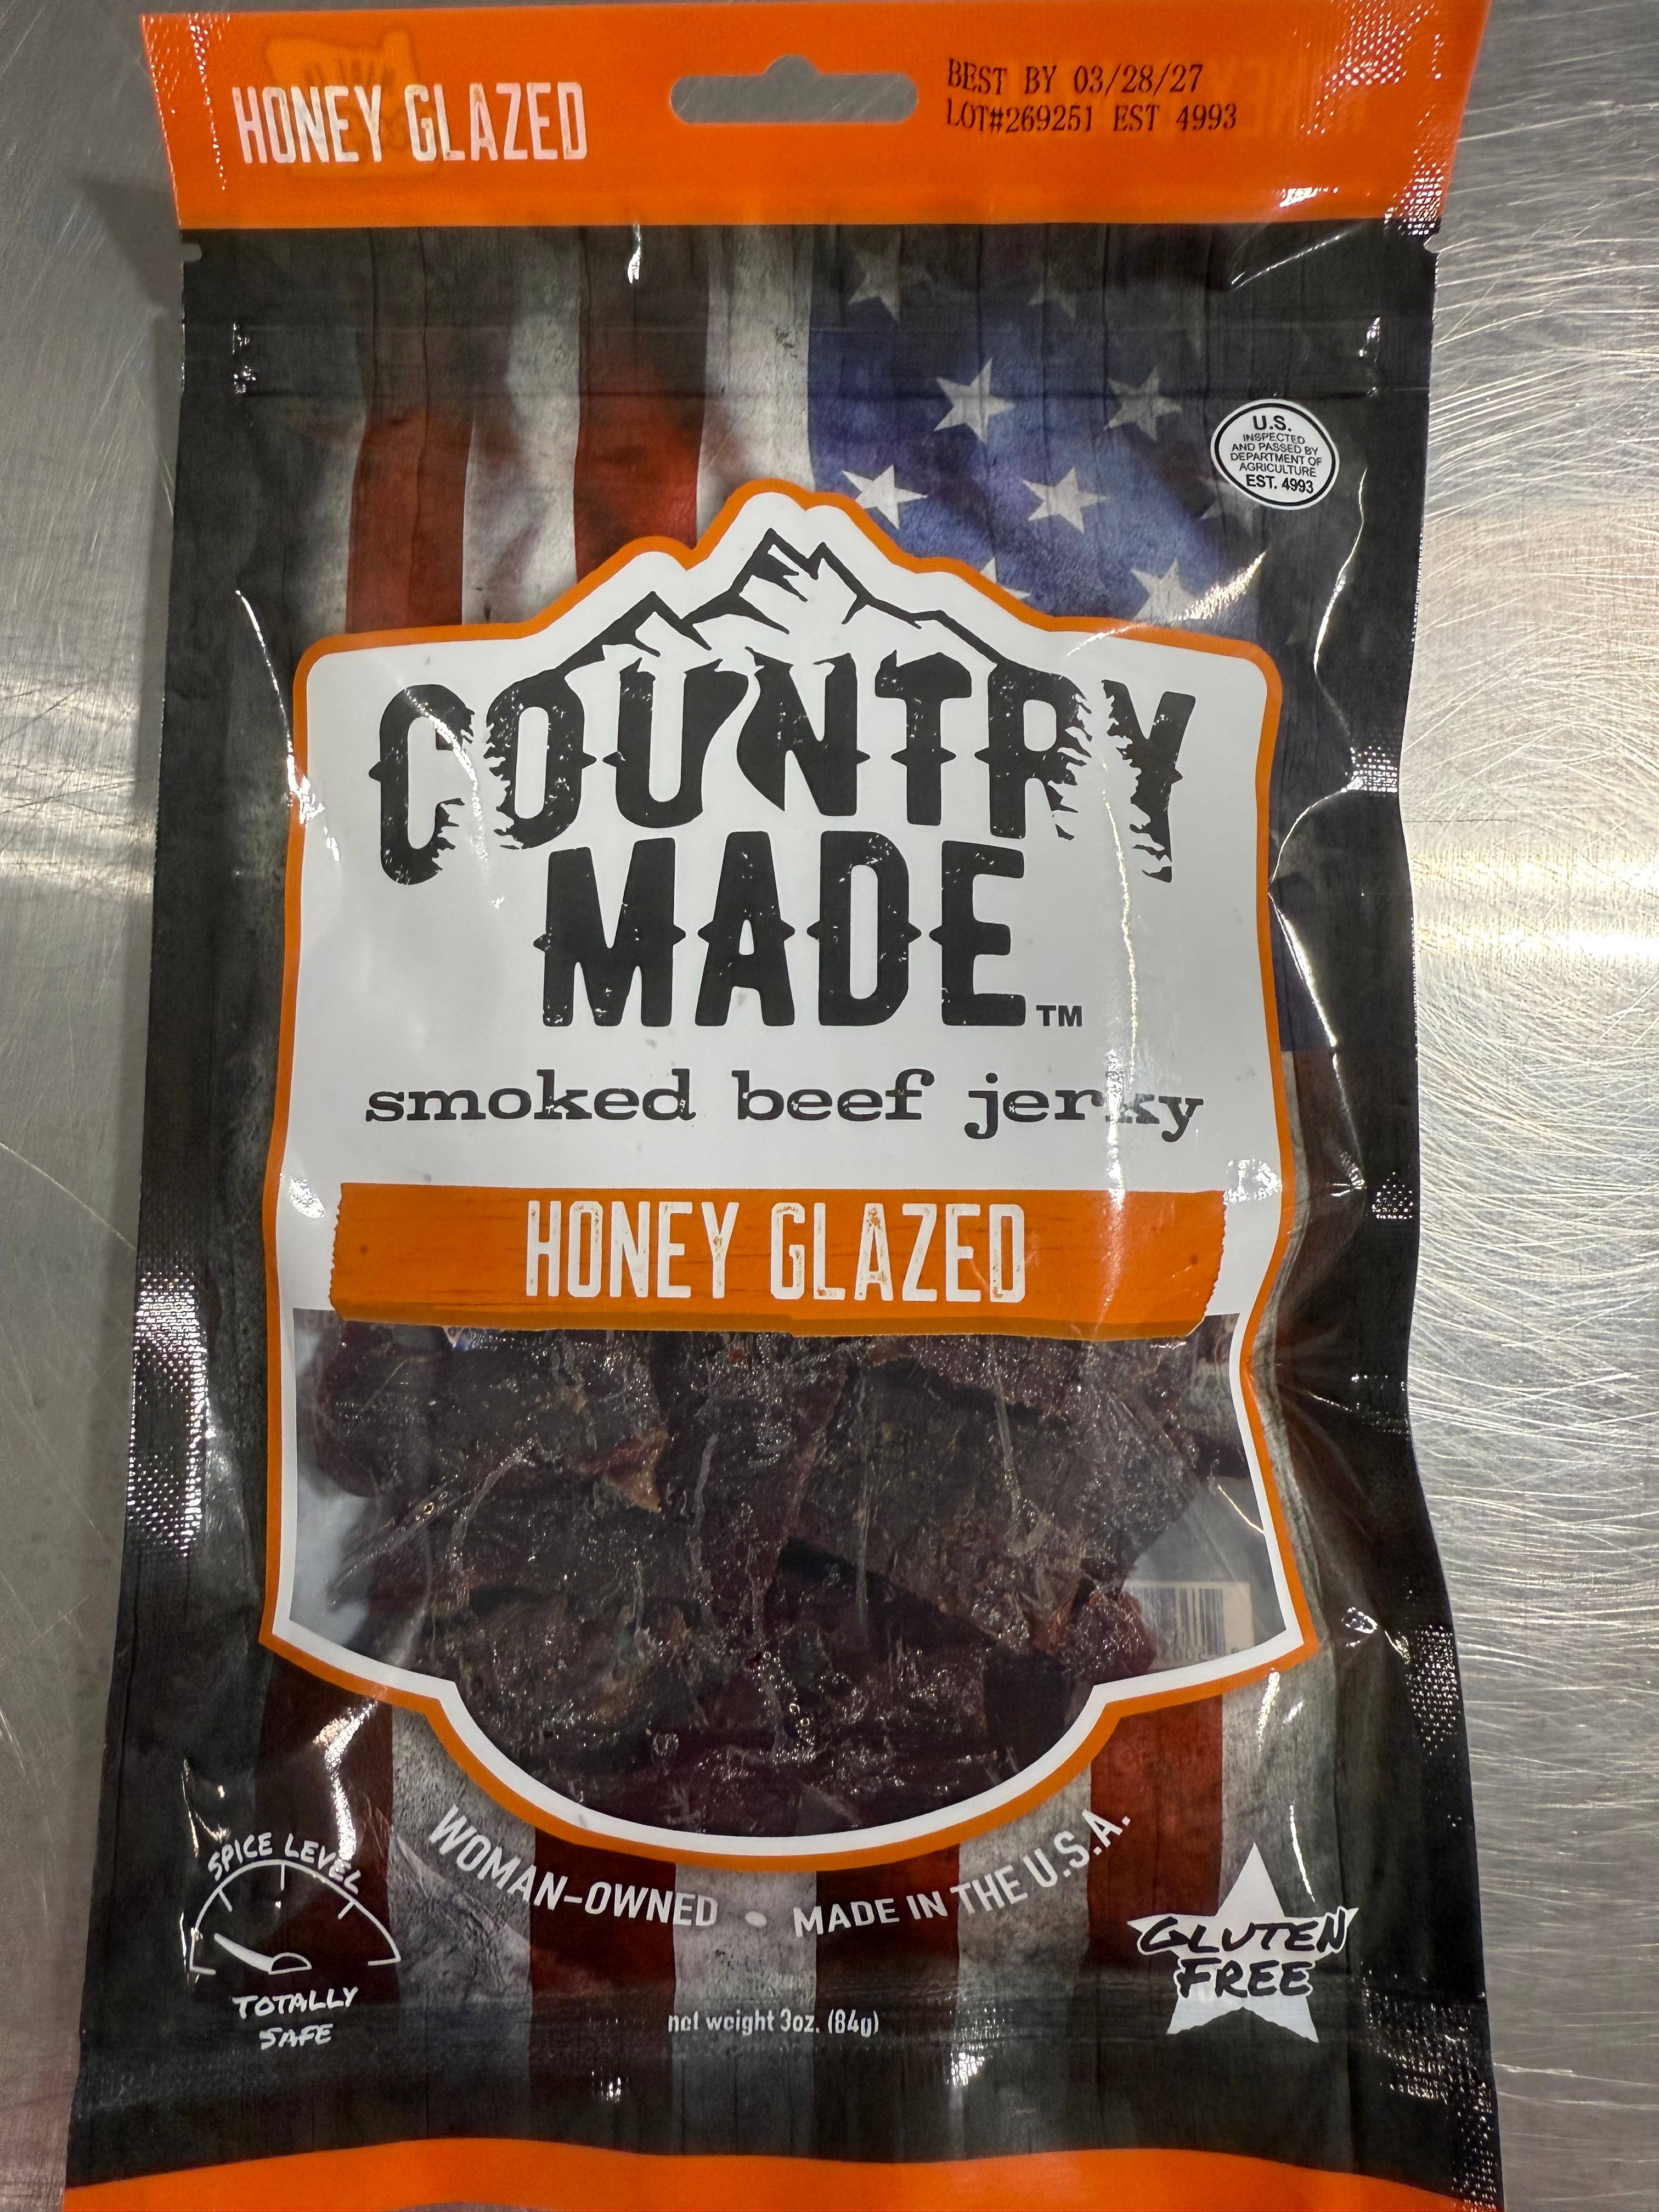 HONEY GLAZED
BEST BY 03/28/27
LOT#269251 EST 4993
U.S.
INSPECTED
AND PASSED BY
DEPARTMENT OF
AGRICULTURE
EST. 4993
COUNTRY
MADE™
smoked beef jerky
HONEY GLAZED
WOMAN-OWNED • MADE IN THE U.S.A.
SPICE LEVEL
TOTALLY
SAFE
GLUTEN
FREE
net weight 3oz. (84g)